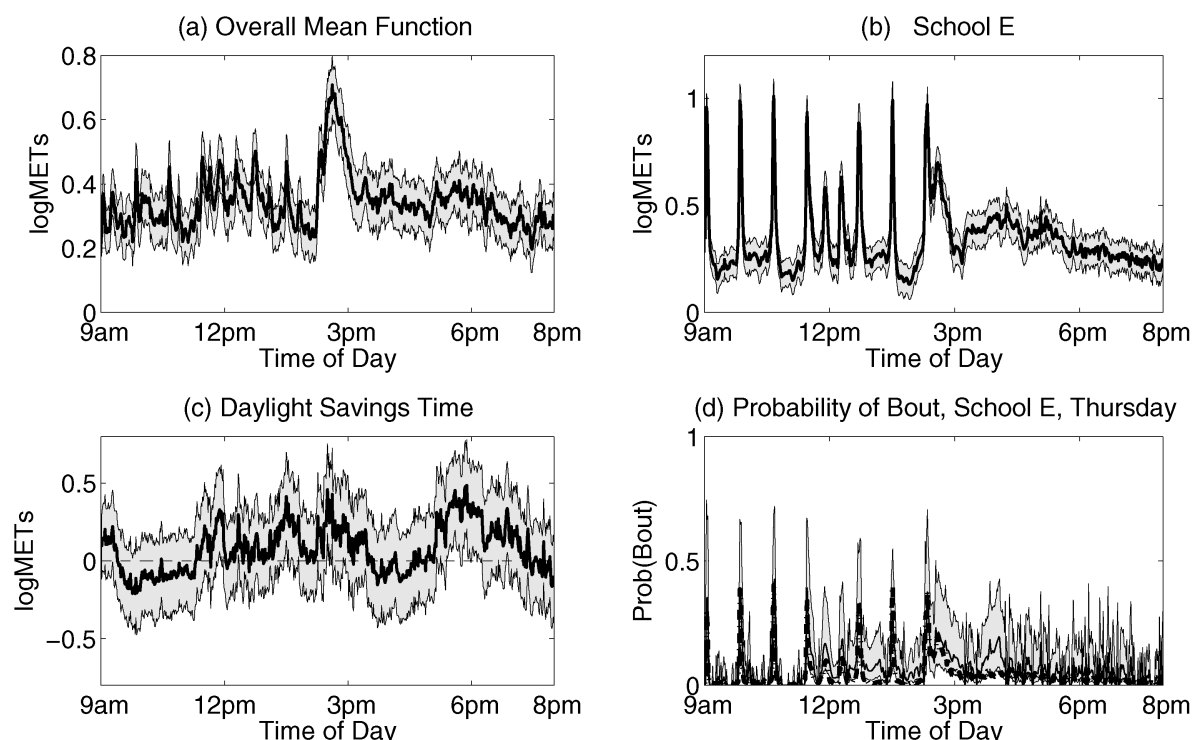 (a) Overall Mean Function
0.8
0.6
0.4
0.2
0
logMETs
9am 12pm 3pm 6pm 8pm
Time of Day
(b) School E
1
0.5
0
logMETs
9am 12pm 3pm 6pm 8pm
Time of Day
(c) Daylight Savings Time
0.5
0
−0.5
logMETs
9am 12pm 3pm 6pm 8pm
Time of Day
(d) Probability of Bout, School E, Thursday
1
0.5
0
Prob(Bout)
9am 12pm 3pm 6pm 8pm
Time of Day